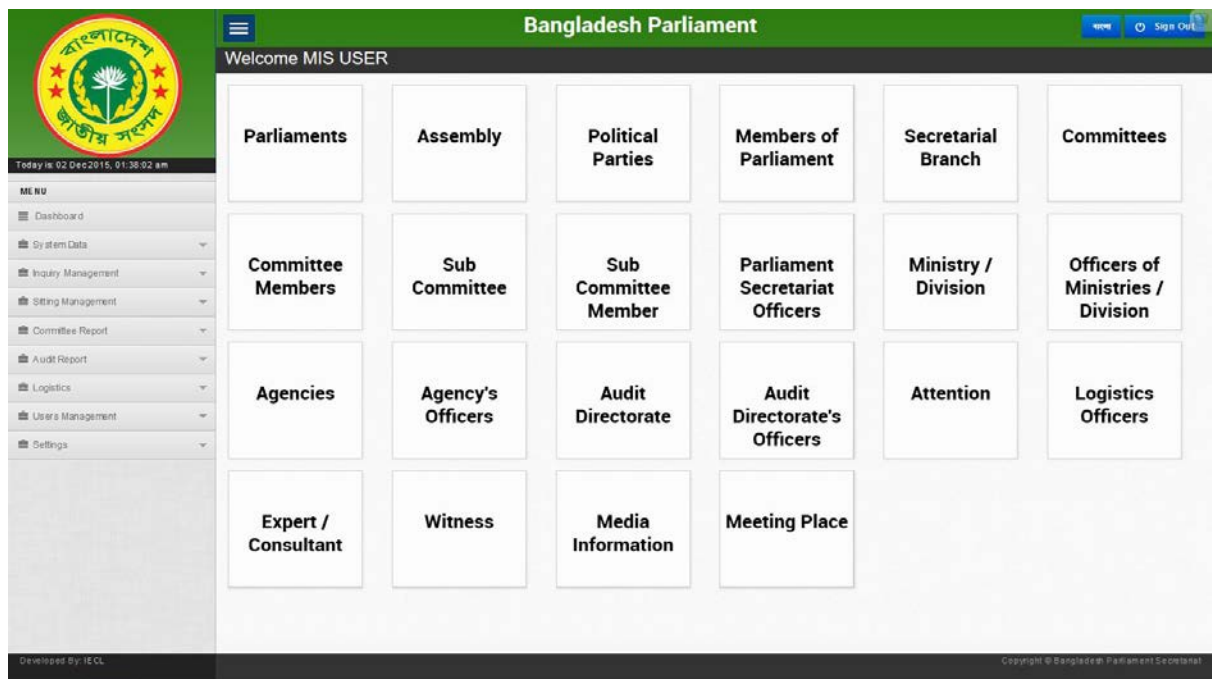 বাংলাদেশ
জাতীয় সংসদ
Bangladesh Parliament
বাংলা
Sign Out
Welcome MIS USER
Today is: 02 Dec 2015, 01:38:02 am
MENU
Dashboard
System Data
Inquiry Management
Sitting Management
Committee Report
Audit Report
Logistics
Users Management
Settings
Parliaments
Assembly
Political
Parties
Members of
Parliament
Secretarial
Branch
Committees
Committee
Members
Sub
Committee
Sub
Committee
Member
Parliament
Secretariat
Officers
Ministry /
Division
Officers of
Ministries /
Division
Agencies
Agency's
Officers
Audit
Directorate
Audit
Directorate's
Officers
Attention
Logistics
Officers
Expert /
Consultant
Witness
Media
Information
Meeting Place
Developed By: IECL
Copyright © Bangladesh Parliament Secretariat